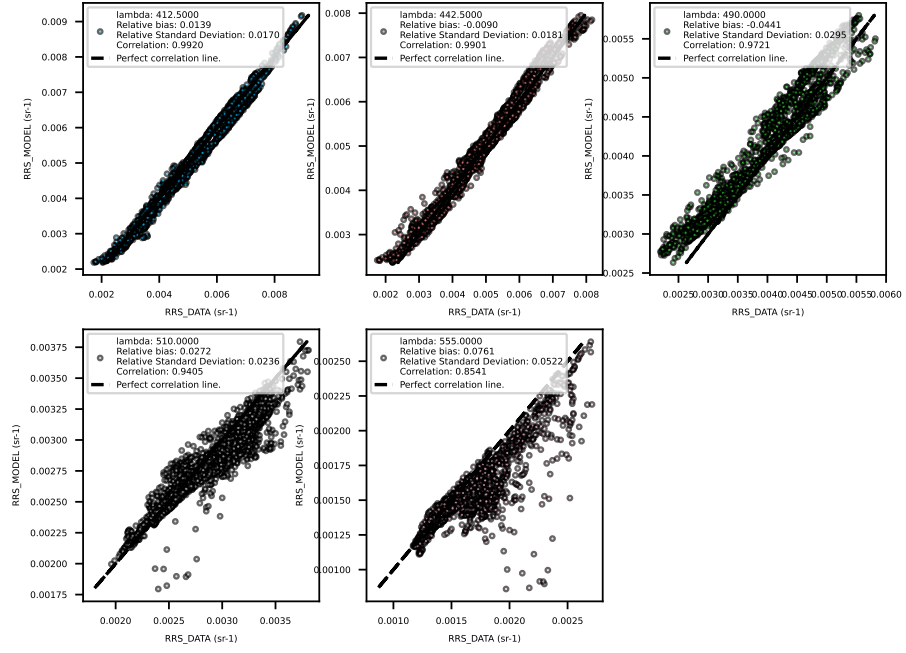 lambda: 412.5000
Relative bias: 0.0139
Relative Standard Deviation: 0.0170
Correlation: 0.9920
Perfect correlation line.
0.009
0.008
0.007
0.006
0.005
0.004
0.003
0.002
RRS_MODEL (sr-1)
0.002
0.004
0.006
0.008
RRS_DATA (sr-1)
lambda: 442.5000
Relative bias: -0.0090
Relative Standard Deviation: 0.0181
Correlation: 0.9901
Perfect correlation line.
0.008
0.007
0.006
0.005
0.004
0.003
RRS_MODEL (sr-1)
0.002
0.003
0.004
0.005
0.006
0.007
0.008
RRS_DATA (sr-1)
lambda: 490.0000
Relative bias: -0.0441
Relative Standard Deviation: 0.0295
Correlation: 0.9721
Perfect correlation line.
0.0055
0.0050
0.0045
0.0040
0.0035
0.0030
0.0025
RRS_MODEL (sr-1)
0.0025
0.0030
0.0035
0.0040
0.0045
0.0050
0.0055
0.0060
RRS_DATA (sr-1)
lambda: 510.0000
Relative bias: 0.0272
Relative Standard Deviation: 0.0236
Correlation: 0.9405
Perfect correlation line.
0.00375
0.00350
0.00325
0.00300
0.00275
0.00250
0.00225
0.00200
0.00175
RRS_MODEL (sr-1)
0.0020
0.0025
0.0030
0.0035
RRS_DATA (sr-1)
lambda: 555.0000
Relative bias: 0.0761
Relative Standard Deviation: 0.0522
Correlation: 0.8541
Perfect correlation line.
0.00250
0.00225
0.00200
0.00175
0.00150
0.00125
0.00100
RRS_MODEL (sr-1)
0.0010
0.0015
0.0020
0.0025
RRS_DATA (sr-1)